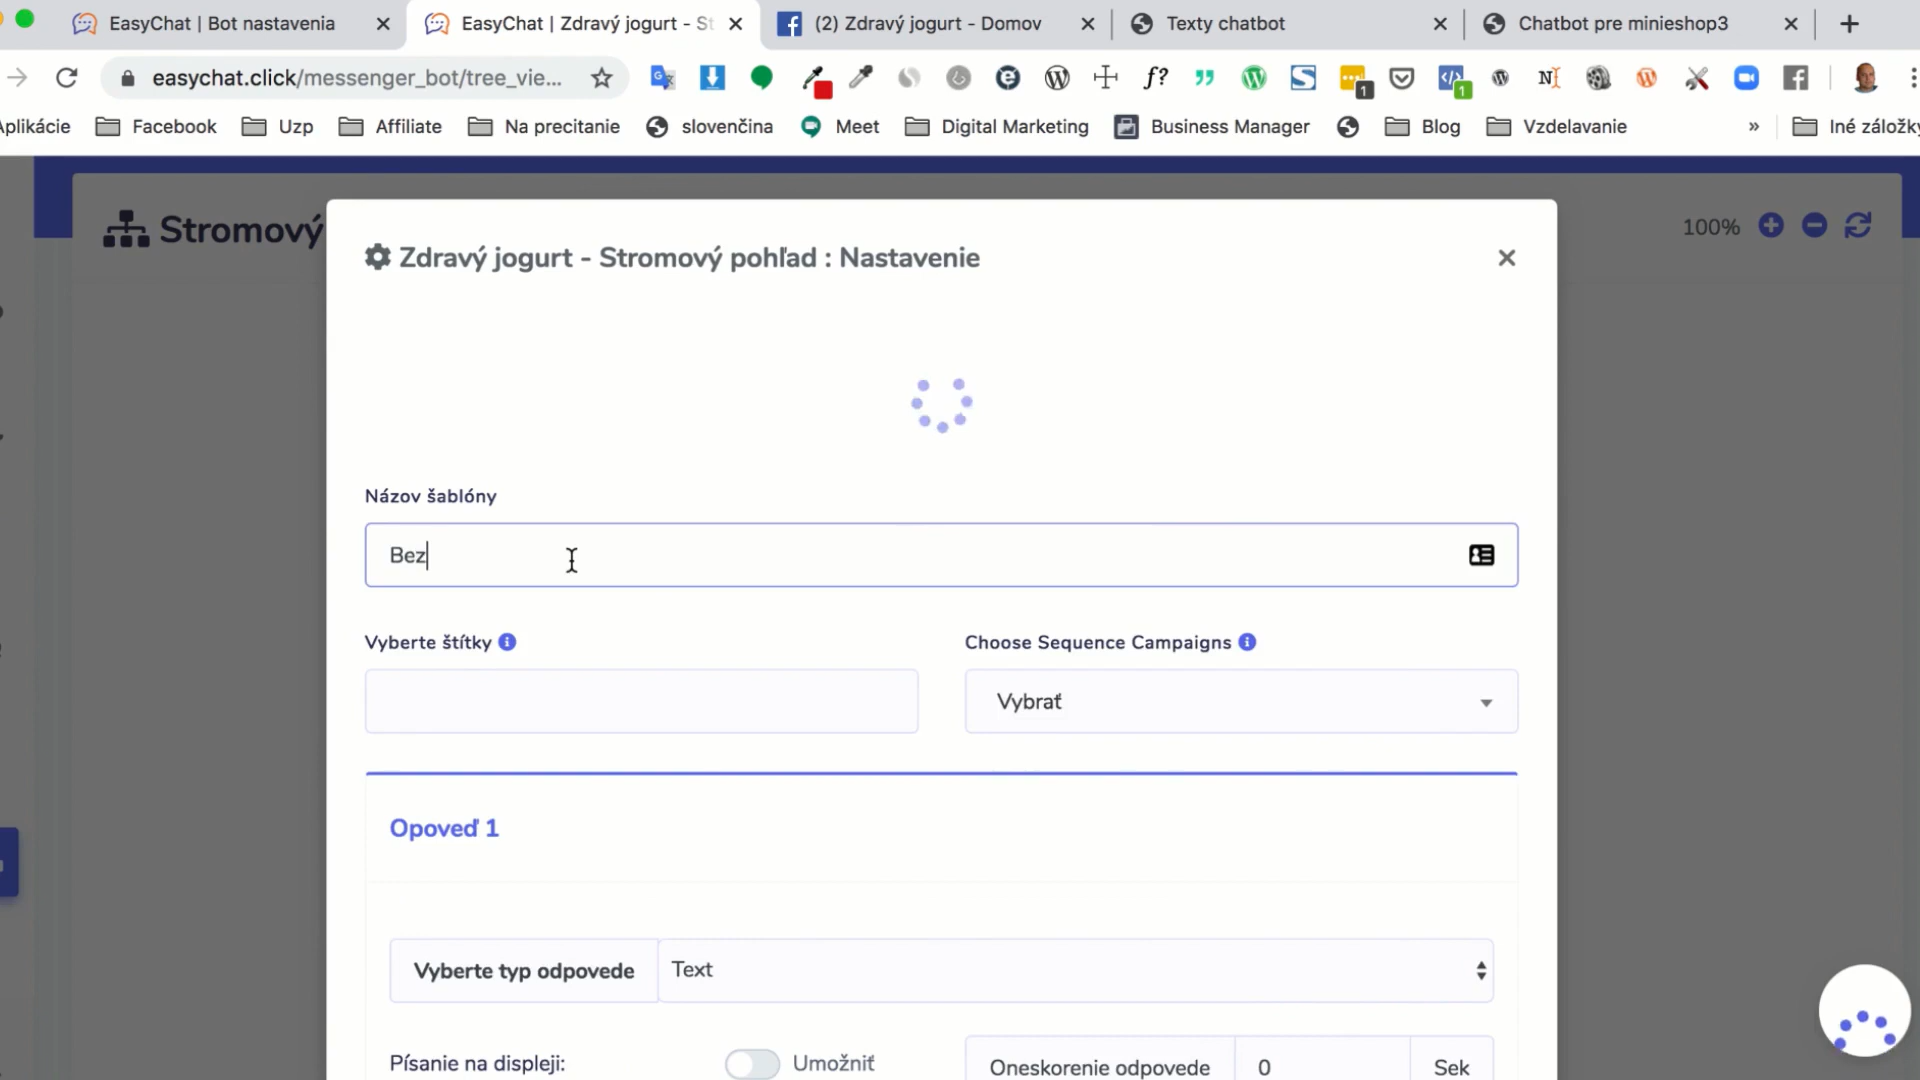 EasyChat | Bot nastavenia
EasyChat | Zdravý jogurt - St
(2) Zdravý jogurt - Domov
Texty chatbot
Chatbot pre minieshop3
easychat.click/messenger_bot/tree_vie...
plikácie
Facebook
Uzp
Affiliate
Na precitanie
slovenčina
Meet
Digital Marketing
Business Manager
Blog
Vzdelavanie
»
Iné záložky
Stromový
100%
Zdravý jogurt - Stromový pohľad : Nastavenie
Názov šablóny
Bez
Vyberte štítky
Choose Sequence Campaigns
Vybrať
Opoveď 1
Vyberte typ odpovede
Text
Písanie na displeji:
Umožniť
Oneskorenie odpovede
0
Sek